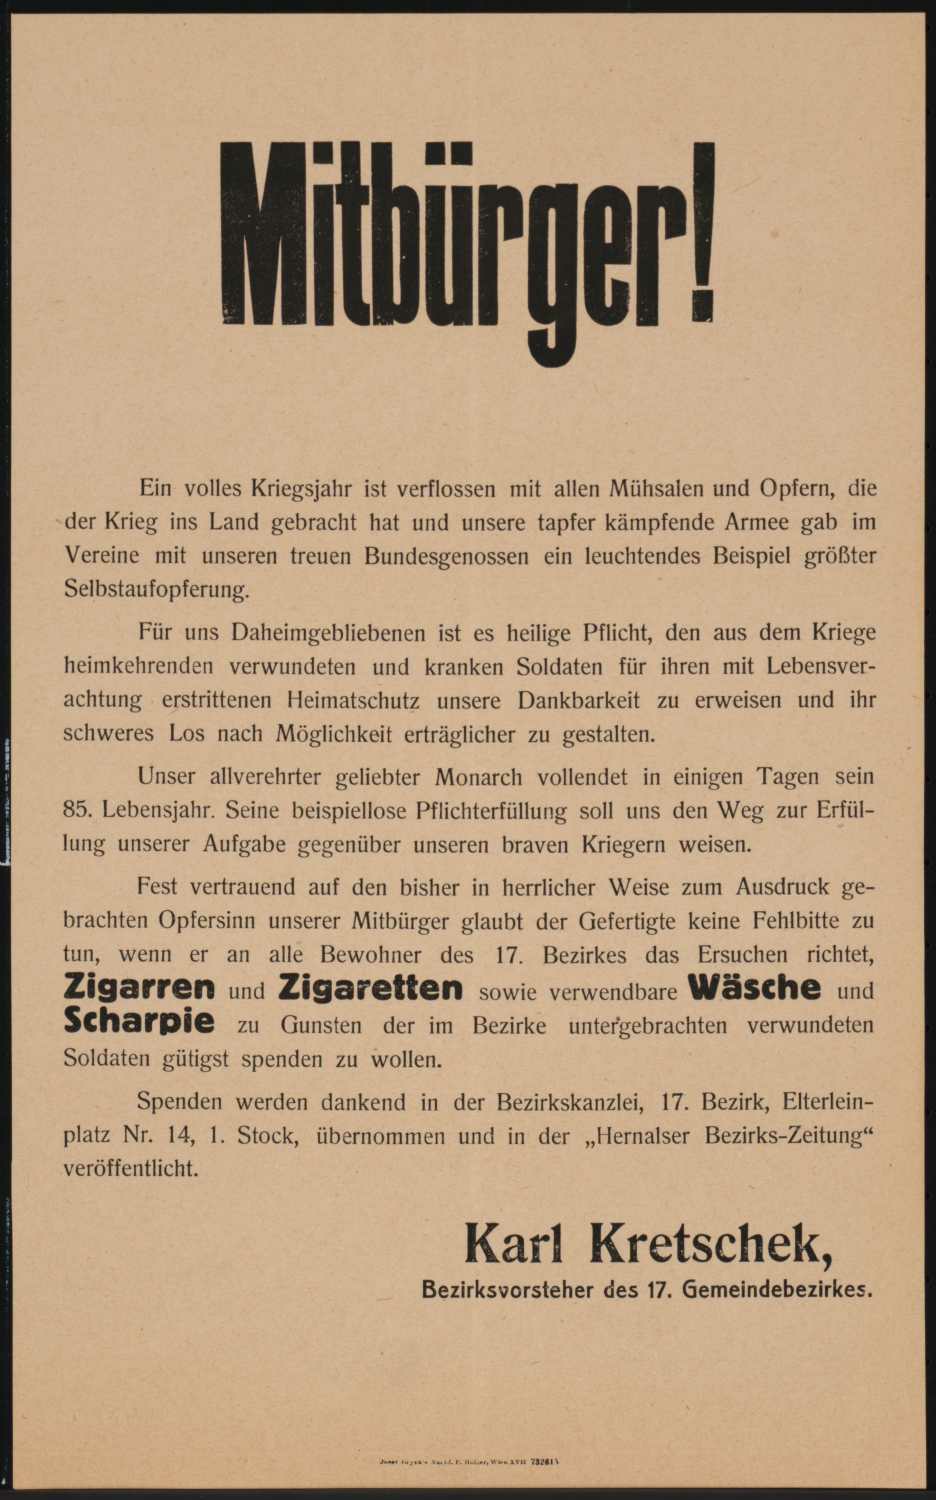 Mitbürger!
Ein volles Kriegsjahr ist verflossen mit allen Mühsalen und Opfern, die
der Krieg ins Land gebracht hat und unsere tapfer kämpfende Armee gab im
Vereine mit unseren treuen Bundesgenossen ein leuchtendes Beispiel größter
Selbstaufopferung.
Für uns Daheimgebliebenen ist es heilige Pflicht, den aus dem Kriege
heimkehrenden verwundeten und kranken Soldaten für ihren mit Lebensver-
achtung erstrittenen Heimatschutz unsere Dankbarkeit zu erweisen und ihr
schweres Los nach Möglichkeit erträglicher zu gestalten.
Unser allverehrter geliebter Monarch vollendet in einigen Tagen sein
85. Lebensjahr. Seine beispiellose Pflichterfüllung soll uns den Weg zur Erfül-
lung unserer Aufgabe gegenüber unseren braven Kriegern weisen.
Fest vertrauend auf den bisher in herrlicher Weise zum Ausdruck ge-
brachten Opfersinn unserer Mitbürger glaubt der Gefertigte keine Fehlbitte zu
tun, wenn er an alle Bewohner des 17. Bezirkes das Ersuchen richtet,
Zigarren und Zigaretten sowie verwendbare Wäsche und
Scharpie zu Gunsten der im Bezirke untergebrachten verwundeten
Soldaten gütigst spenden zu wollen.
Spenden werden dankend in der Bezirkskanzlei, 17. Bezirk, Elterlein-
platz Nr. 14, 1. Stock, übernommen und in der „Hernalser Bezirks-Zeitung“
veröffentlicht.
Karl Kretschek,
Bezirksvorsteher des 17. Gemeindebezirkes.
Wien XVII